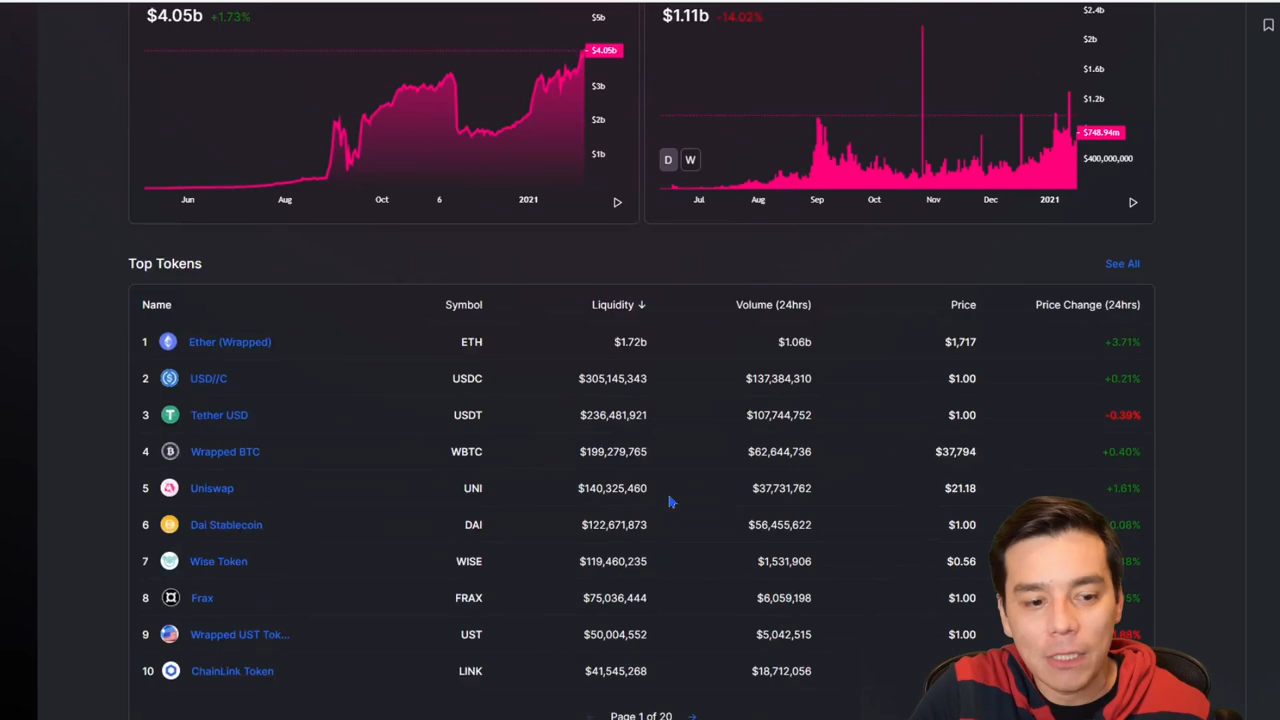 $4.05b +1.73%
$5b
$4.05b
$3b
$2b
$1b
Jun Aug Oct 6 2021
$1.11b -14.02%
$2.4b
$2b
$1.6b
$1.2b
$748.94m
$400,000,000
D W
Jul Aug Sep Oct Nov Dec 2021
Top Tokens See All
Name Symbol Liquidity ↓ Volume (24hrs) Price Price Change (24hrs)
1 Ether (Wrapped) ETH $1.72b $1.06b $1,717 +3.71%
2 USD//C USDC $305,145,343 $137,384,310 $1.00 +0.21%
3 Tether USD USDT $236,481,921 $107,744,752 $1.00 -0.39%
4 Wrapped BTC WBTC $199,279,765 $62,644,736 $37,794 +0.40%
5 Uniswap UNI $140,325,460 $37,731,762 $21.18 +1.61%
6 Dai Stablecoin DAI $122,671,873 $56,455,622 $1.00
7 Wise Token WISE $119,460,235 $1,531,906 $0.56
8 Frax FRAX $75,036,444 $6,059,198 $1.00
9 Wrapped UST Tok... UST $50,004,552 $5,042,515 $1.00
10 ChainLink Token LINK $41,545,268 $18,712,056
Page 1 of 20 →